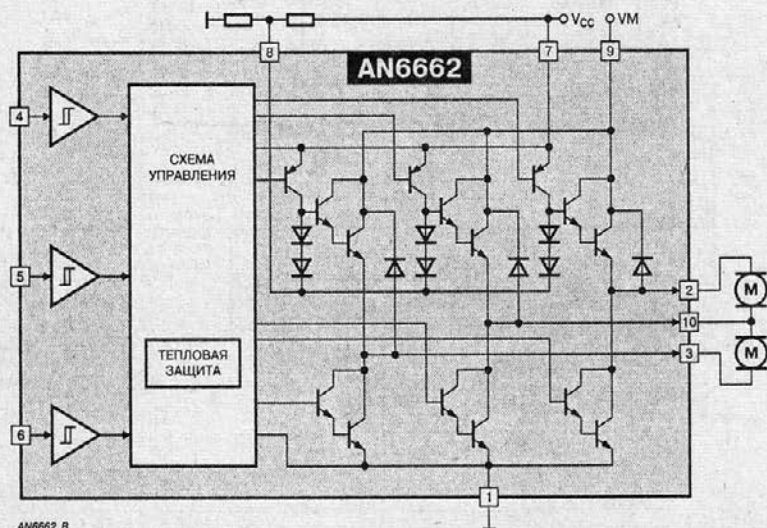 VCC
VM
8
7
9
AN6662
4
СХЕМА
УПРАВЛЕНИЯ
5
2
M
10
M
3
ТЕПЛОВАЯ
ЗАЩИТА
6
1
AN6662_B